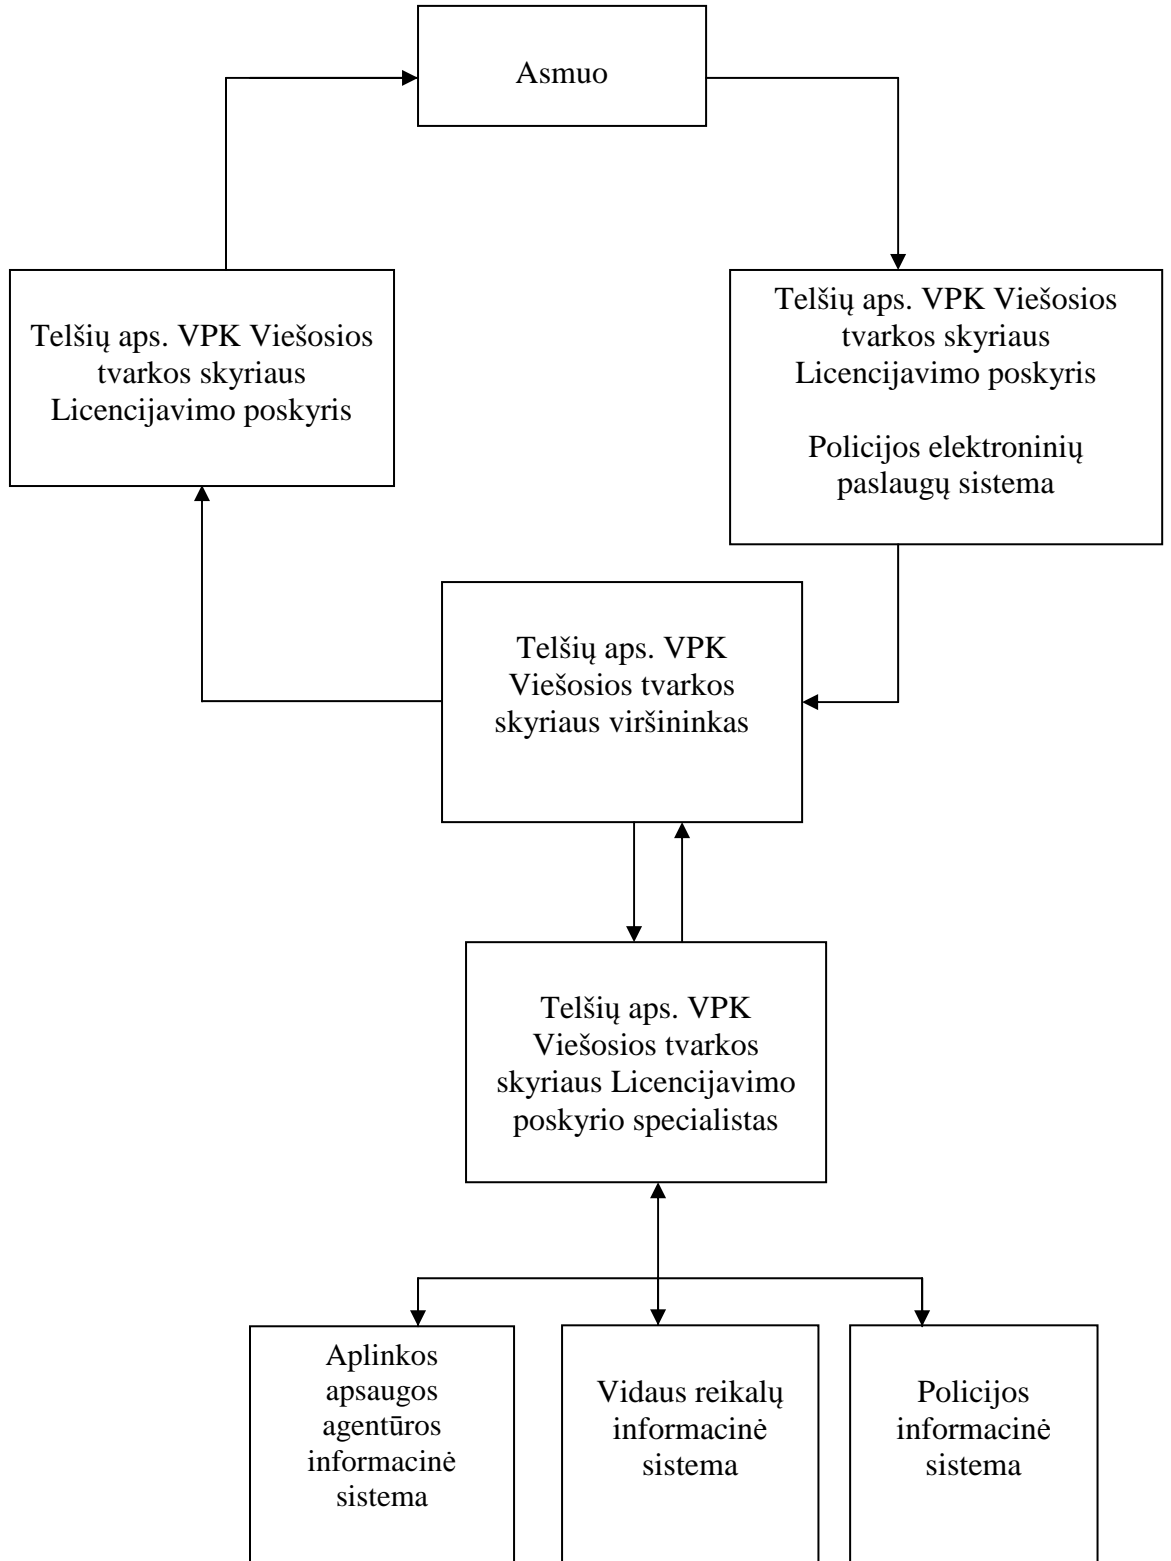 Asmuo
Telšių aps. VPK Viešosios
tvarkos skyriaus
Licencijavimo poskyris
Telšių aps. VPK Viešosios
tvarkos skyriaus
Licencijavimo poskyris
Policijos elektroninių
paslaugų sistema
Telšių aps. VPK
Viešosios tvarkos
skyriaus viršininkas
Telšių aps. VPK
Viešosios tvarkos
skyriaus Licencijavimo
poskyrio specialistas
Aplinkos
apsaugos
agentūros
informacinė
sistema
Vidaus reikalų
informacinė
sistema
Policijos
informacinė
sistema